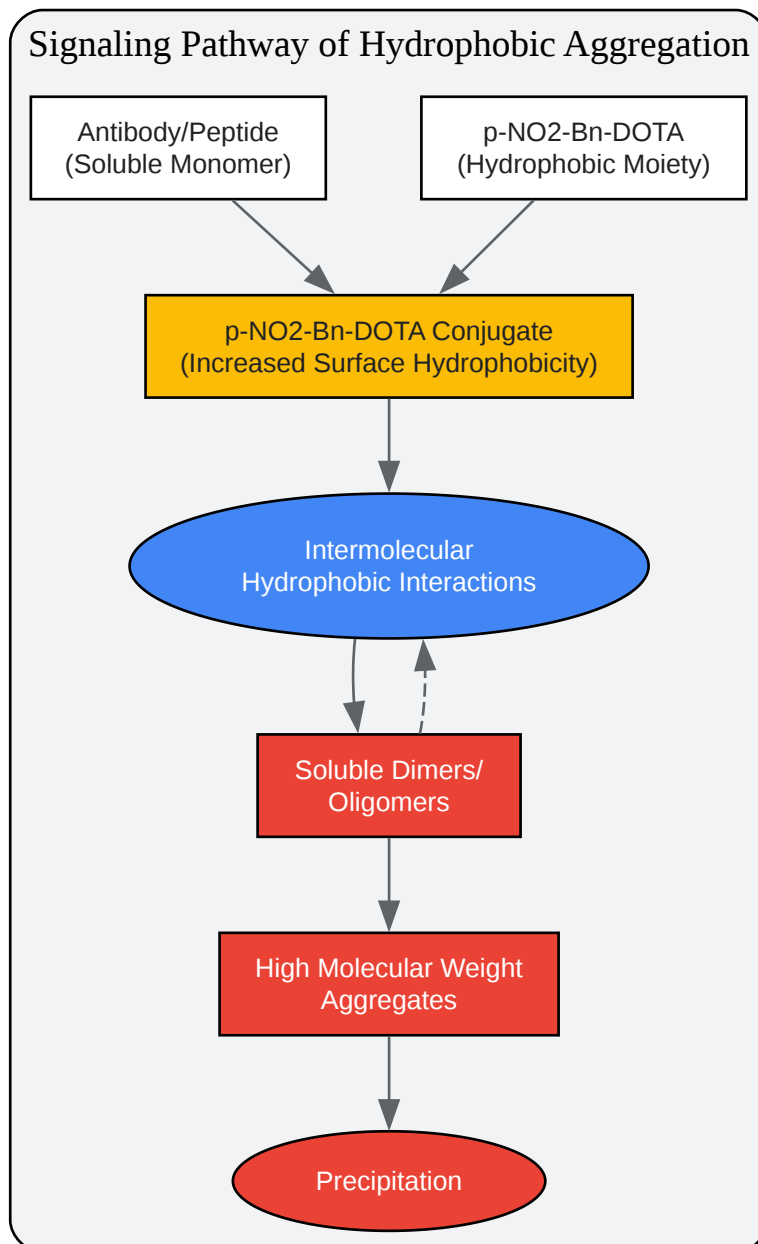 Signaling Pathway of Hydrophobic Aggregation
Antibody/Peptide
(Soluble Monomer)
p-NO2-Bn-DOTA
(Hydrophobic Moiety)
p-NO2-Bn-DOTA Conjugate
(Increased Surface Hydrophobicity)
Intermolecular
Hydrophobic Interactions
Soluble Dimers/
Oligomers
High Molecular Weight
Aggregates
Precipitation